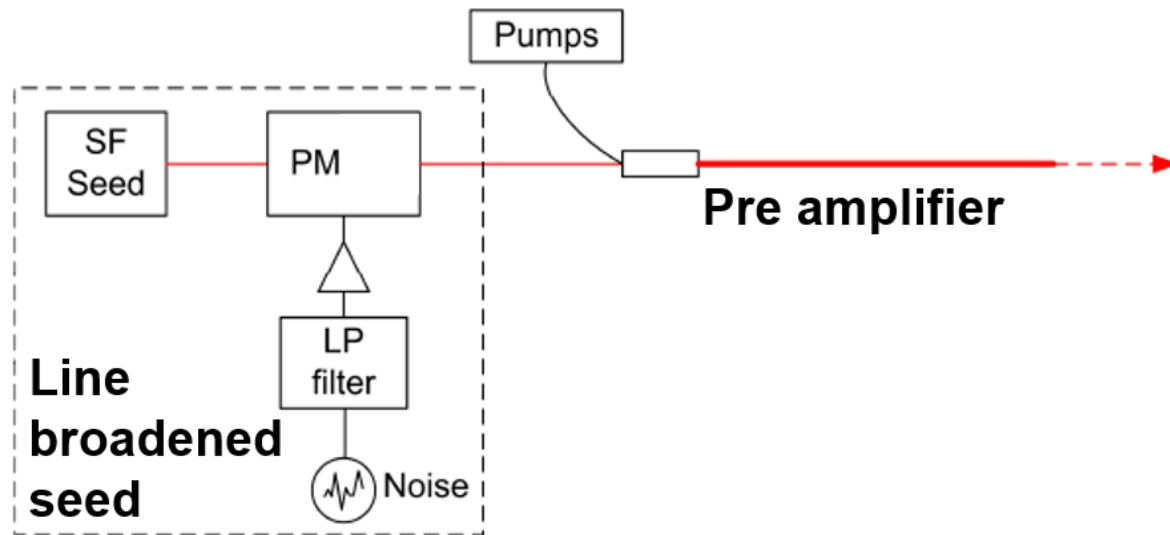 Pumps
SF
Seed
PM
Pre amplifier
LP
filter
Line
broadened
seed
Noise